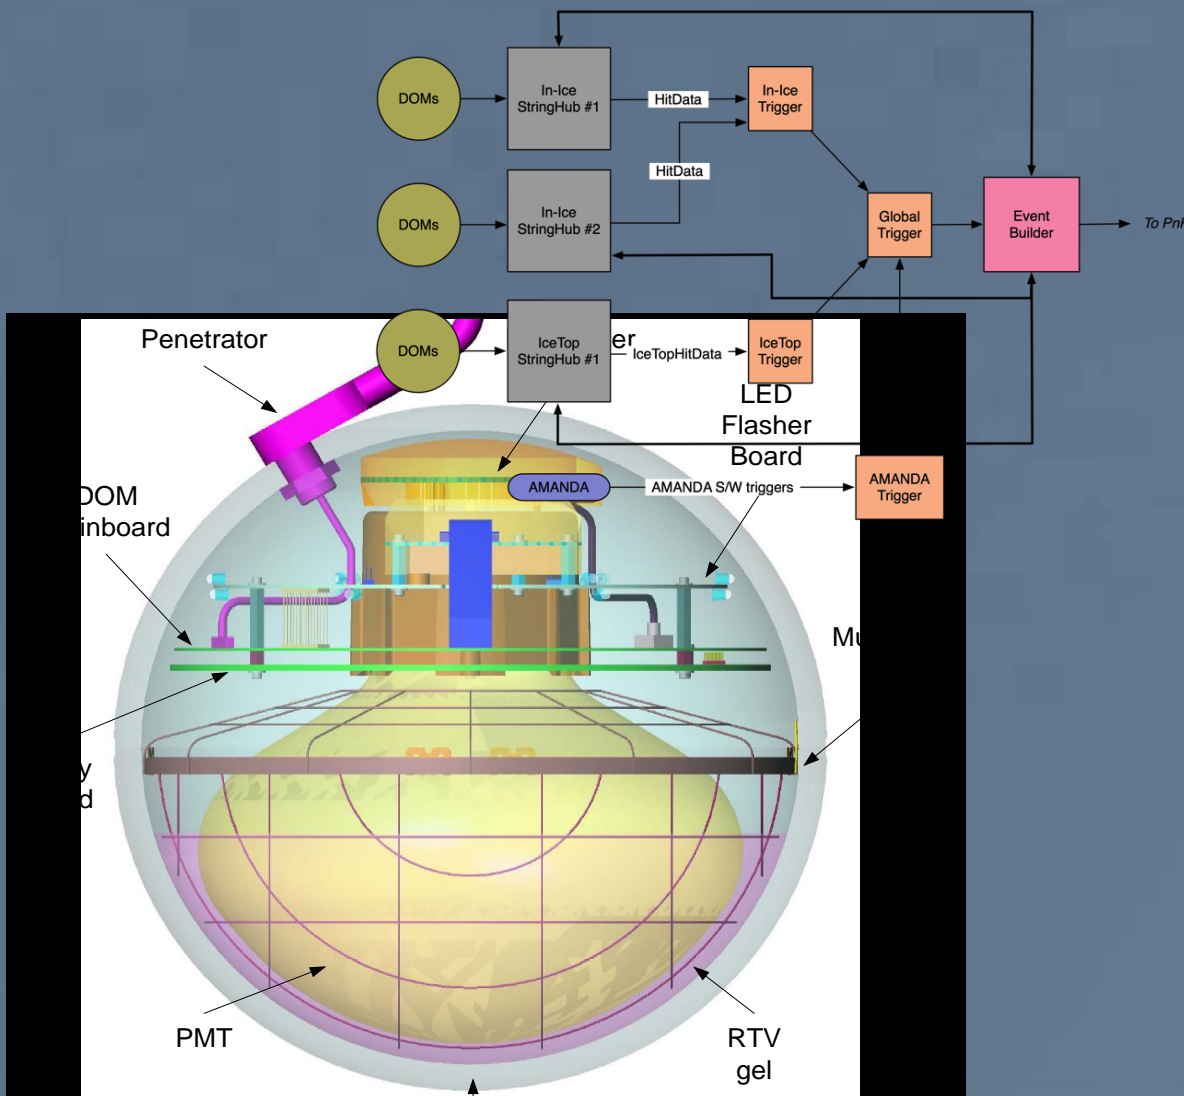 DOMs
In-Ice
StringHub #1
HitData
In-Ice
Trigger
HitData
DOMs
In-Ice
StringHub #2
Global
Trigger
Event
Builder
To PnF
Penetrator
DOMs
IceTop
StringHub #1
er
IceTopHitData
IceTop
Trigger
LED
Flasher
Board
AMANDA
AMANDA S/W triggers
AMANDA
Trigger
DOM
inboard
Mu
y
d
PMT
RTV
gel